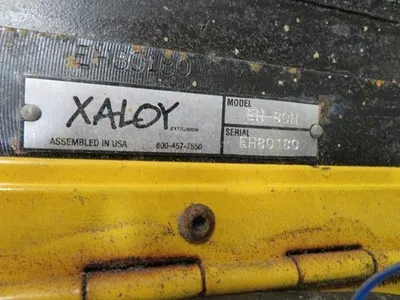 EH80180
XALOY
EXTRUSION
ASSEMBLED IN USA 800-457-7550
MODEL
EH-80H
SERIAL
EH80180